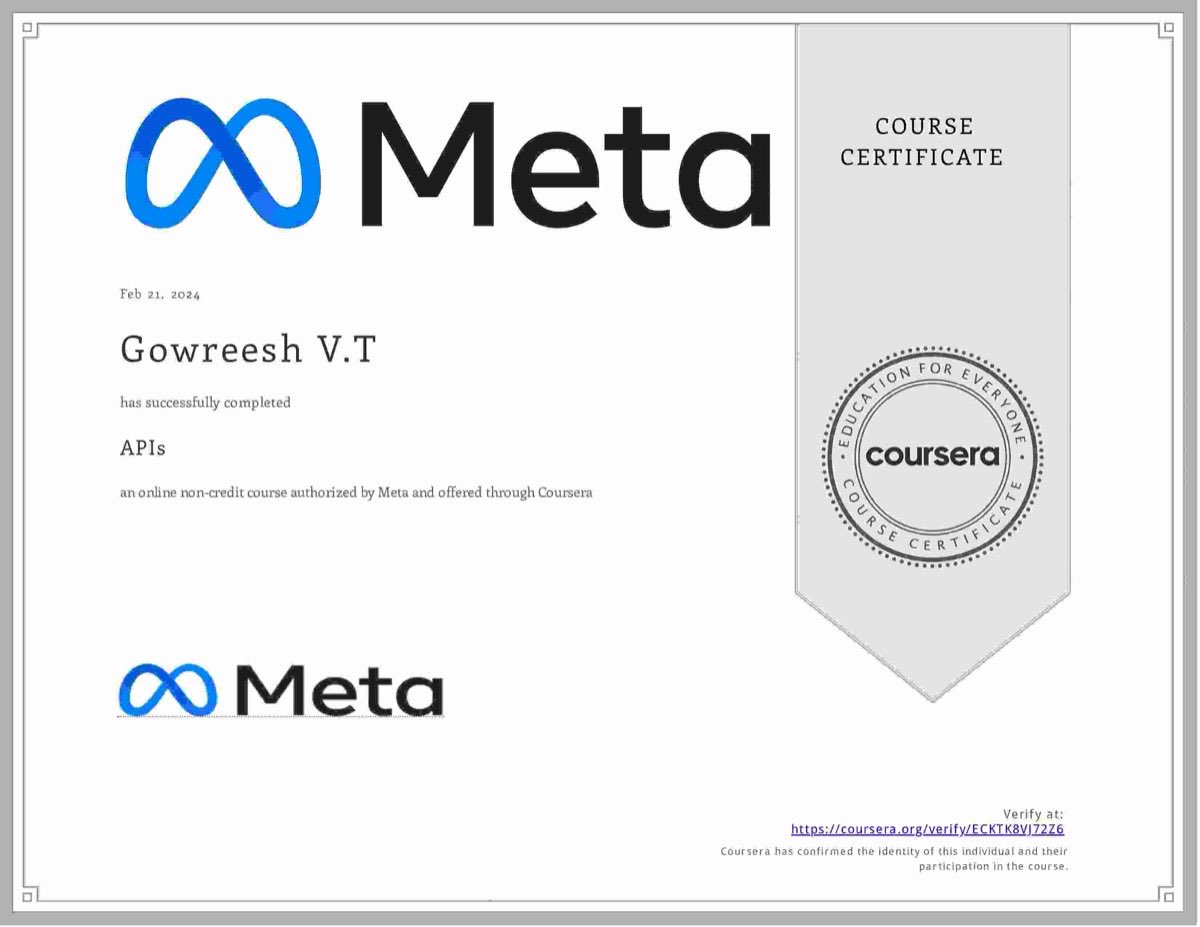 Meta
COURSE
CERTIFICATE
Feb 21, 2024
Gowreesh V.T
has successfully completed
APIs
an online non-credit course authorized by Meta and offered through Coursera
EDUCATION FOR EVERYONE
coursera
COURSE CERTIFICATE
Meta
Verify at:
https://coursera.org/verify/ECKTK8VJ72Z6
Coursera has confirmed the identity of this individual and their
participation in the course.